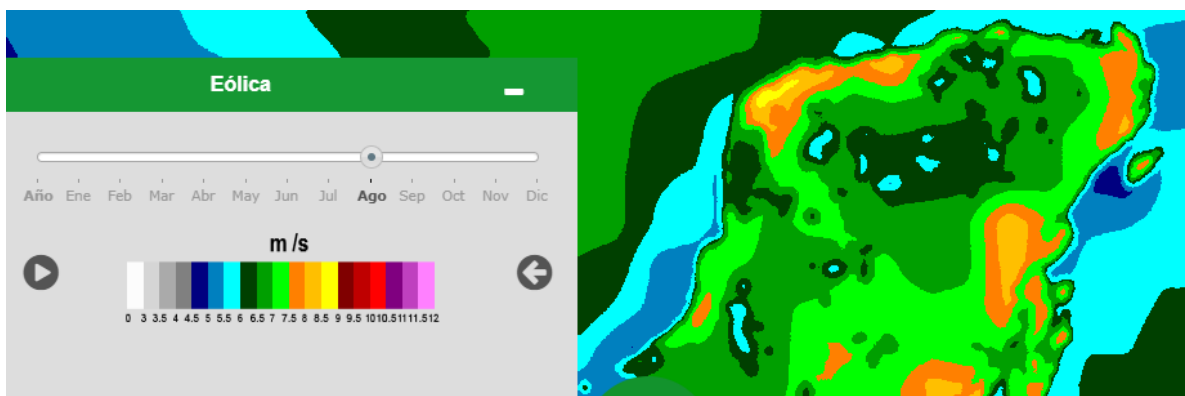 Eólica
Año Ene Feb Mar Abr May Jun Jul Ago Sep Oct Nov Dic
m /s
0 3 3.5 4 4.5 5 5.5 6 6.5 7 7.5 8 8.5 9 9.5 10 10.5 11 11.5 12